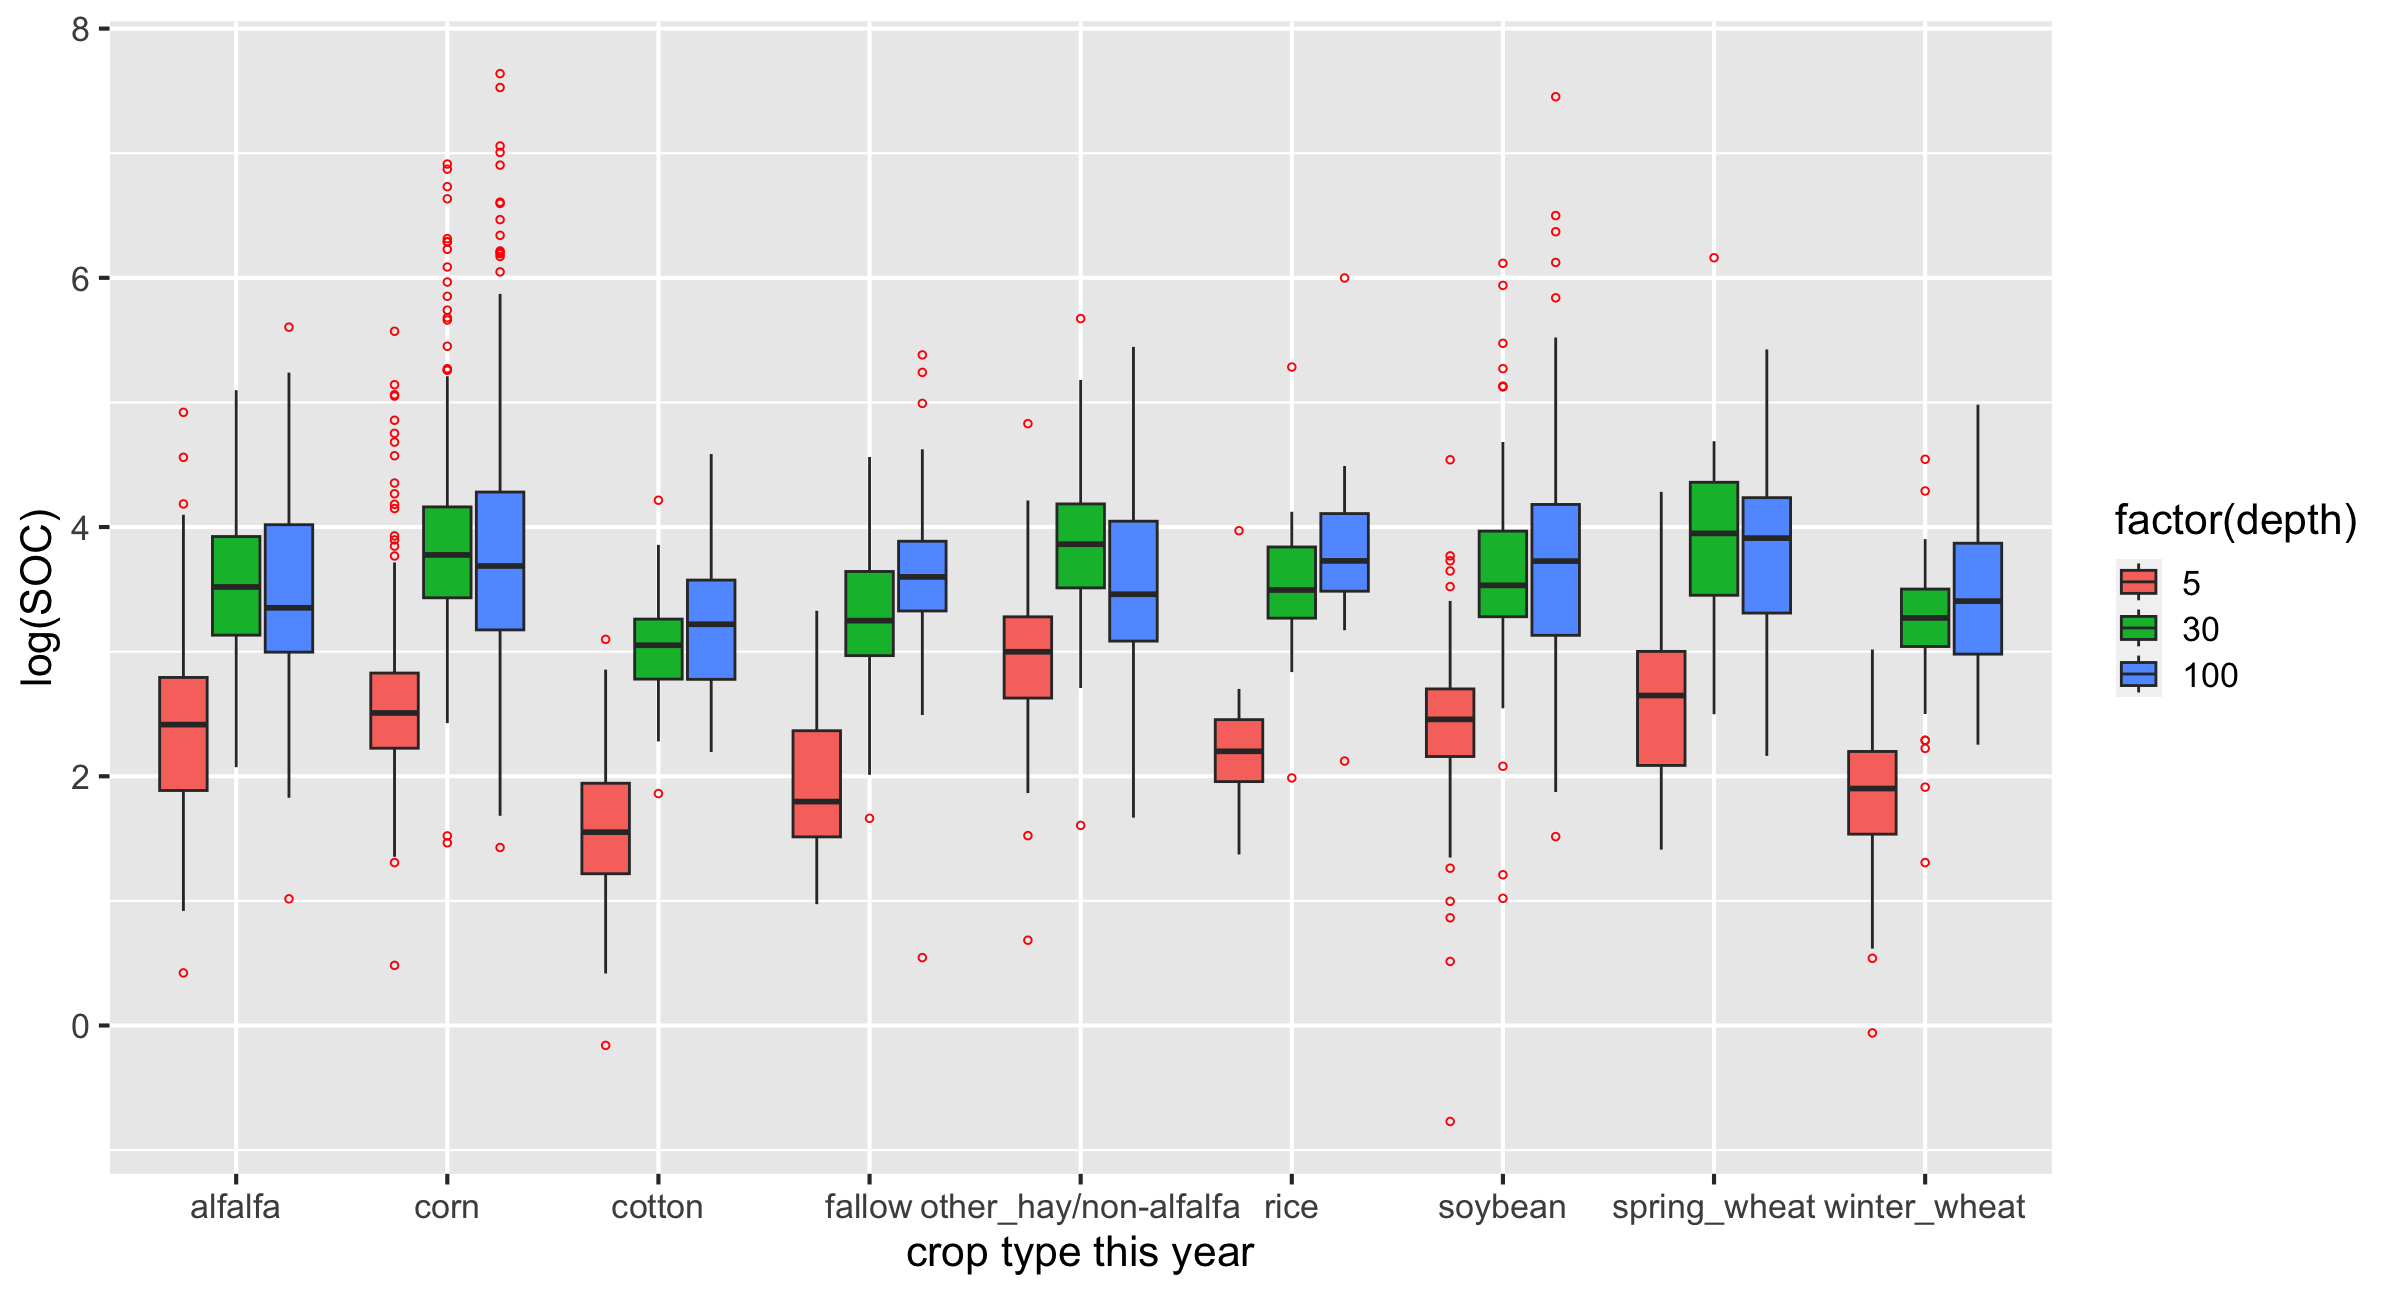 8
6
4
2
0
log(SOC)
alfalfa corn cotton fallow other_hay/non-alfalfa rice soybean spring_wheat winter_wheat
crop type this year
factor(depth)
5
30
100